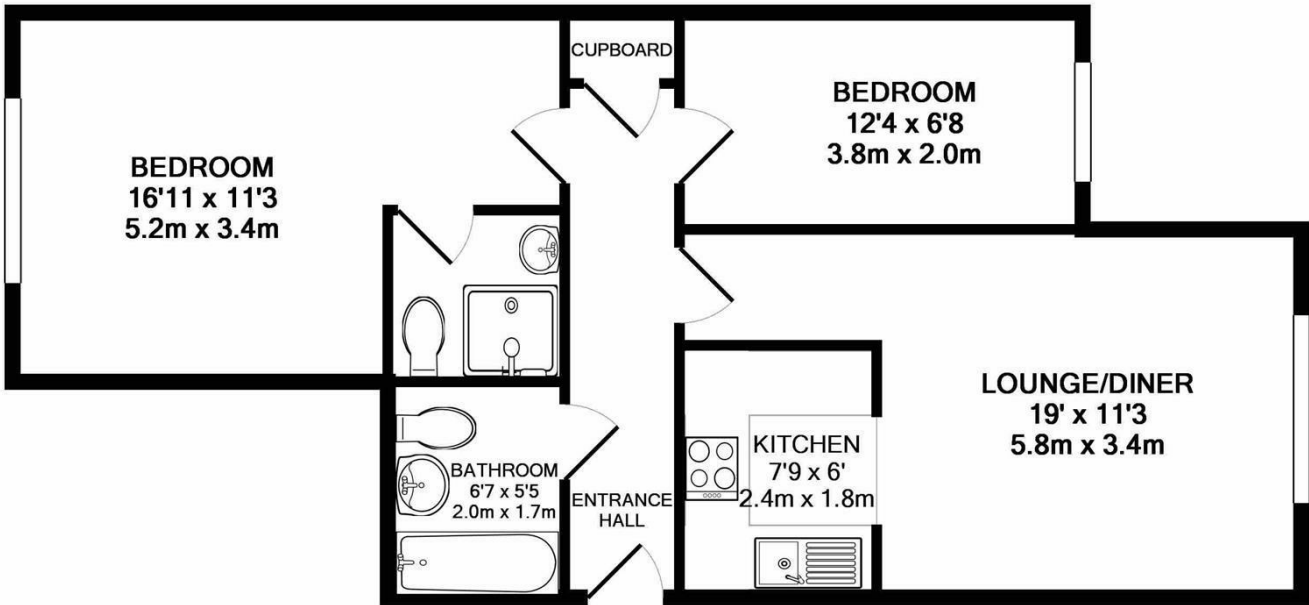 CUPBOARD
BEDROOM
12'4 x 6'8
3.8m x 2.0m
BEDROOM
16'11 x 11'3
5.2m x 3.4m
LOUNGE/DINER
19' x 11'3
5.8m x 3.4m
KITCHEN
7'9 x 6'
2.4m x 1.8m
BATHROOM
6'7 x 5'5
2.0m x 1.7m
ENTRANCE
HALL